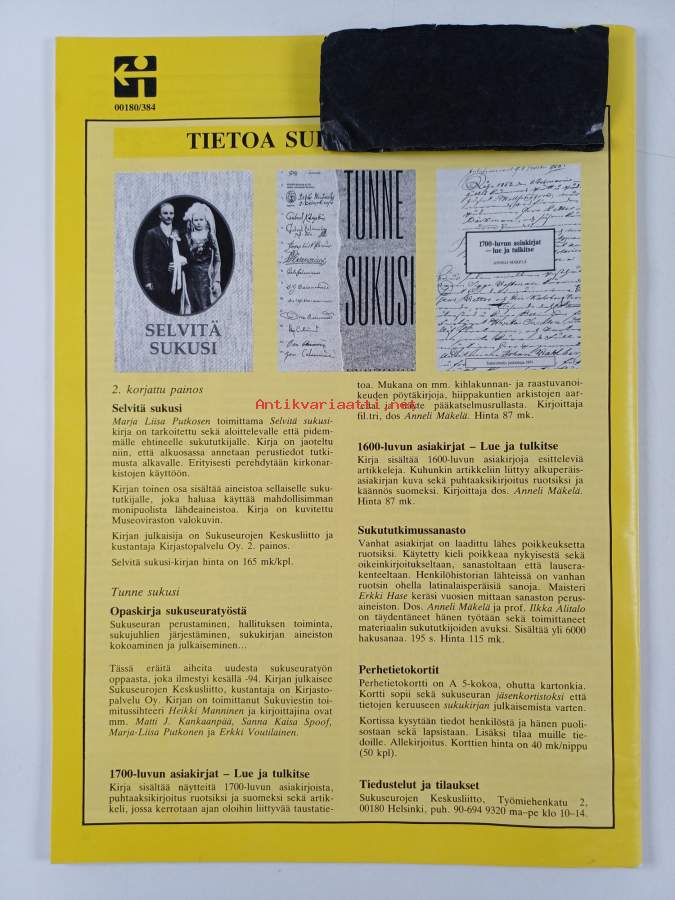 00180/384
TIETOA
TUNNE
SUKUSI
SELVITÄ
SUKUSI
1700-luvun asiakirjat
– lue ja tulkitse
ANNELI MÄKELÄ
2. korjattu painos
Selvitä sukusi
Marja Liisa Putkosen toimittama Selvitä sukusi-
kirja on tarkoitettu sekä aloittelevalle että pidem-
mälle ehtineelle sukututkijalle. Kirja on jaoteltu
niin, että alkuosassa annetaan perustiedot tutki-
musta alkavalle. Erityisesti perehdytään kirkonar-
kistojen käyttöön.
Kirjan toinen osa sisältää aineistoa sellaiselle suku-
tutkijalle, joka haluaa käyttää mahdollisimman
monipuolista lähdeaineistoa. Kirja on kuvitettu
Museoviraston valokuvin.
Kirjan julkaisija on Sukuseurojen Keskusliitto ja
kustantaja Kirjastopalvelu Oy. 2. painos.
Selvitä sukusi-kirjan hinta on 165 mk/kpl.
Tunne sukusi
Opaskirja sukuseuratyöstä
Sukuseuran perustaminen, hallituksen toiminta,
sukujuhlien järjestäminen, sukukirjan aineiston
kokoaminen ja julkaiseminen...
Tässä eräitä aiheita uudesta sukuseuratyön
oppaasta, joka ilmestyi kesällä -94. Kirjan julkaisee
Sukuseurojen Keskusliitto, kustantaja on Kirjasto-
palvelu Oy. Kirjan on toimittanut Sukuviestin toi-
mitussihteeri Heikki Manninen ja kirjoittajina ovat
mm. Matti J. Kankaanpää, Sanna Kaisa Spoof,
Marja-Liisa Putkonen ja Erkki Voutilainen.
1700-luvun asiakirjat – Lue ja tulkitse
Kirja sisältää näytteitä 1700-luvun asiakirjoista,
puhtaaksikirjoitus ruotsiksi ja suomeksi sekä artik-
keli, jossa kerrotaan ajan oloihin liittyvää taustatie-
toa. Mukana on mm. kihlakunnan- ja raastuvanoi-
keuden pöytäkirjoja, hiippakuntien arkistojen aar-
teita ja näyte pääkatselmusrullasta. Kirjoittaja
fil.tri, dos Anneli Mäkelä. Hinta 87 mk.
Antikvariaatti.net
1600-luvun asiakirjat – Lue ja tulkitse
Kirja sisältää 1600-luvun asiakirjoja esitteleviä
artikkeleja. Kuhunkin artikkeliin liittyy alkuperäis-
asiakirjan kuva sekä puhtaaksikirjoitus ruotsiksi ja
käännös suomeksi. Kirjoittaja dos. Anneli Mäkelä.
Hinta 87 mk.
Sukututkimussanasto
Vanhat asiakirjat on laadittu lähes poikkeuksetta
ruotsiksi. Käytetty kieli poikkeaa nykyisestä sekä
oikeinkirjoitukseltaan, sanastoltaan että lausera-
kenteeltaan. Henkilöhistorian lähteissä on vanhan
ruotsin ohella latinalaisperäisiä sanoja. Maisteri
Erkki Hase keräsi vuosien mittaan sanaston perus-
aineiston. Dos. Anneli Mäkelä ja prof. Ilkka Alitalo
on täydentäneet hänen työtään sekä toimittaneet
materiaalin sukututkijoiden avuksi. Sisältää yli 6000
hakusanaa. 195 s. Hinta 115 mk.
Perhetietokortit
Perhetietokortti on A 5-kokoa, ohutta kartonkia.
Kortti sopii sekä sukuseuran jäsenkortistoksi että
tietojen keruuseen sukukirjan julkaisemista varten.
Kortissa kysytään tiedot henkilöstä ja hänen puoli-
sostaan sekä lapsistaan. Lisäksi tilaa muille tie-
doille. Allekirjoitus. Korttien hinta on 40 mk/nippu
(50 kpl).
Tiedustelut ja tilaukset
Sukuseurojen Keskusliitto, Työmiehenkatu 2,
00180 Helsinki, puh. 90-694 9320 ma–pe klo 10–14.